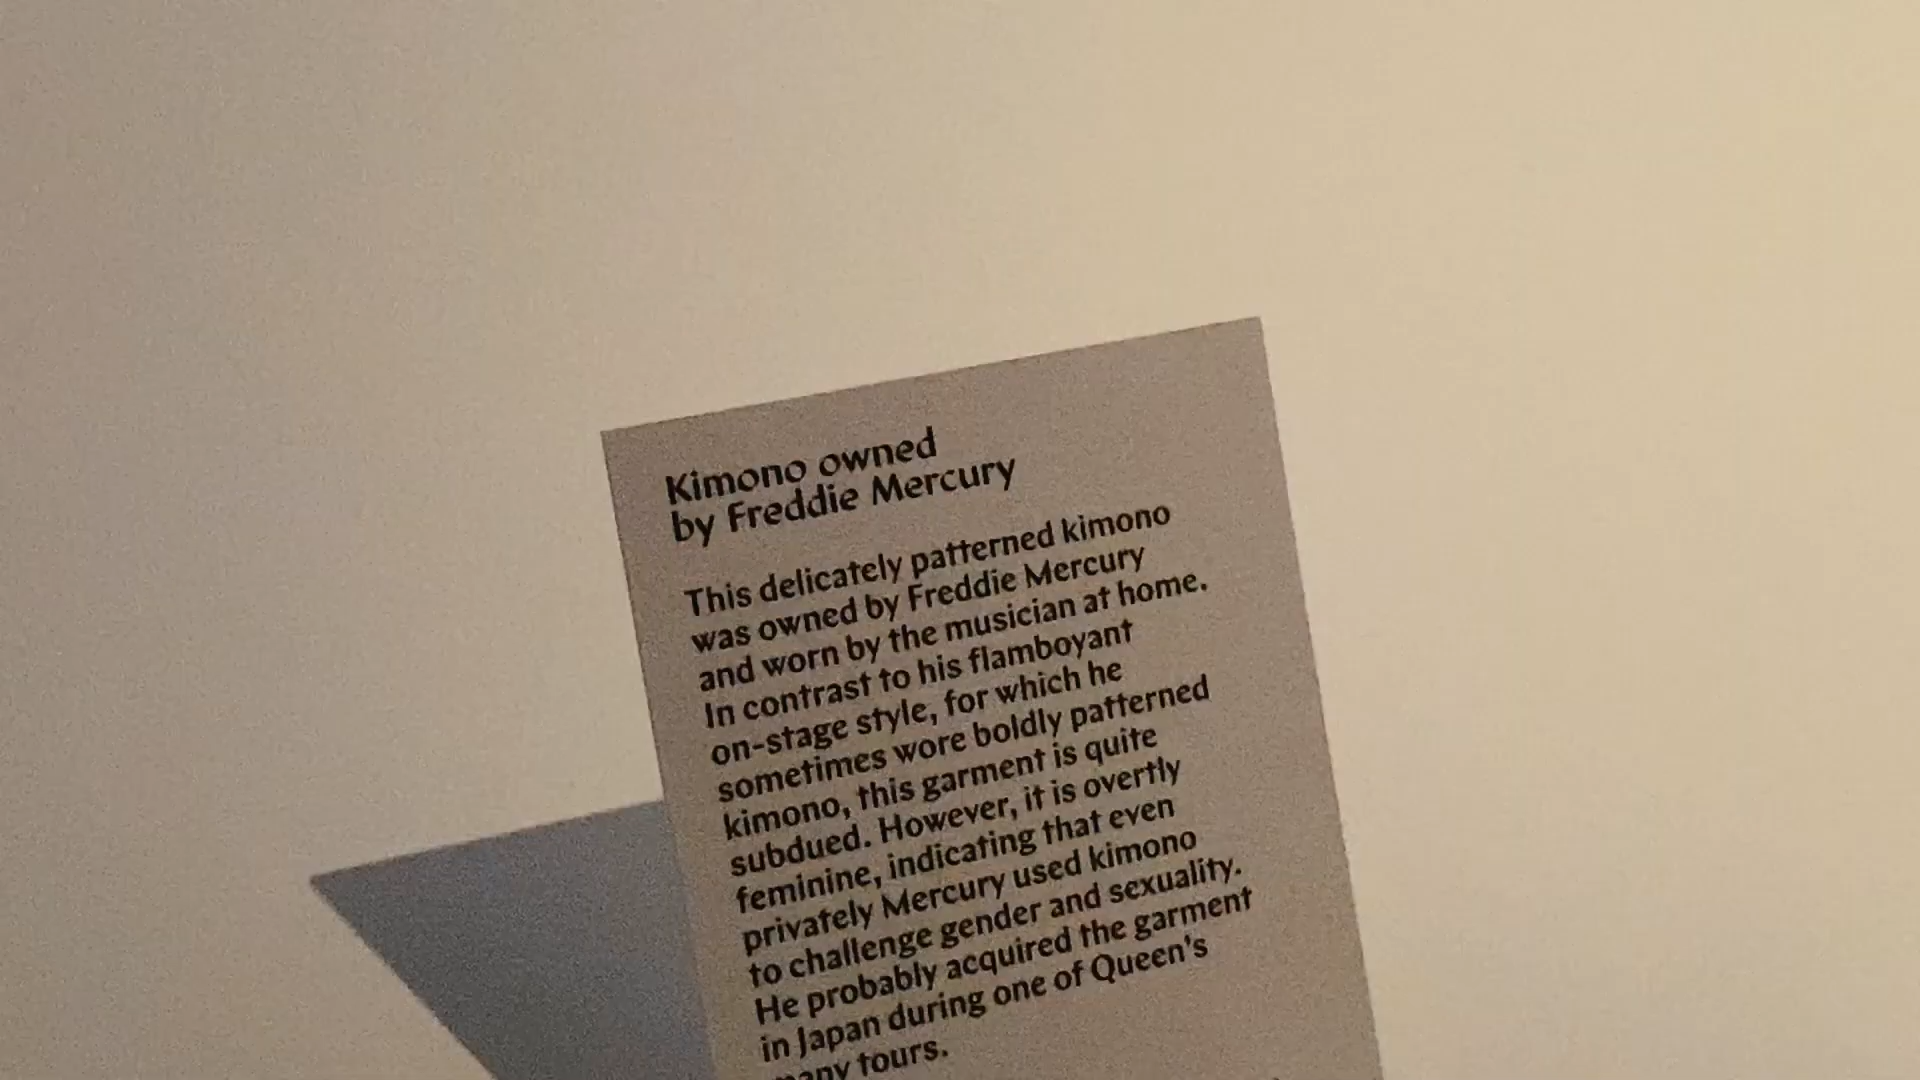 Kimono owned
by Freddie Mercury
This delicately patterned kimono
was owned by Freddie Mercury
and worn by the musician at home.
In contrast to his flamboyant
on-stage style, for which he
sometimes wore boldly patterned
kimono, this garment is quite
subdued. However, it is overtly
feminine, indicating that even
privately Mercury used kimono
to challenge gender and sexuality.
He probably acquired the garment
in Japan during one of Queen's
many tours.